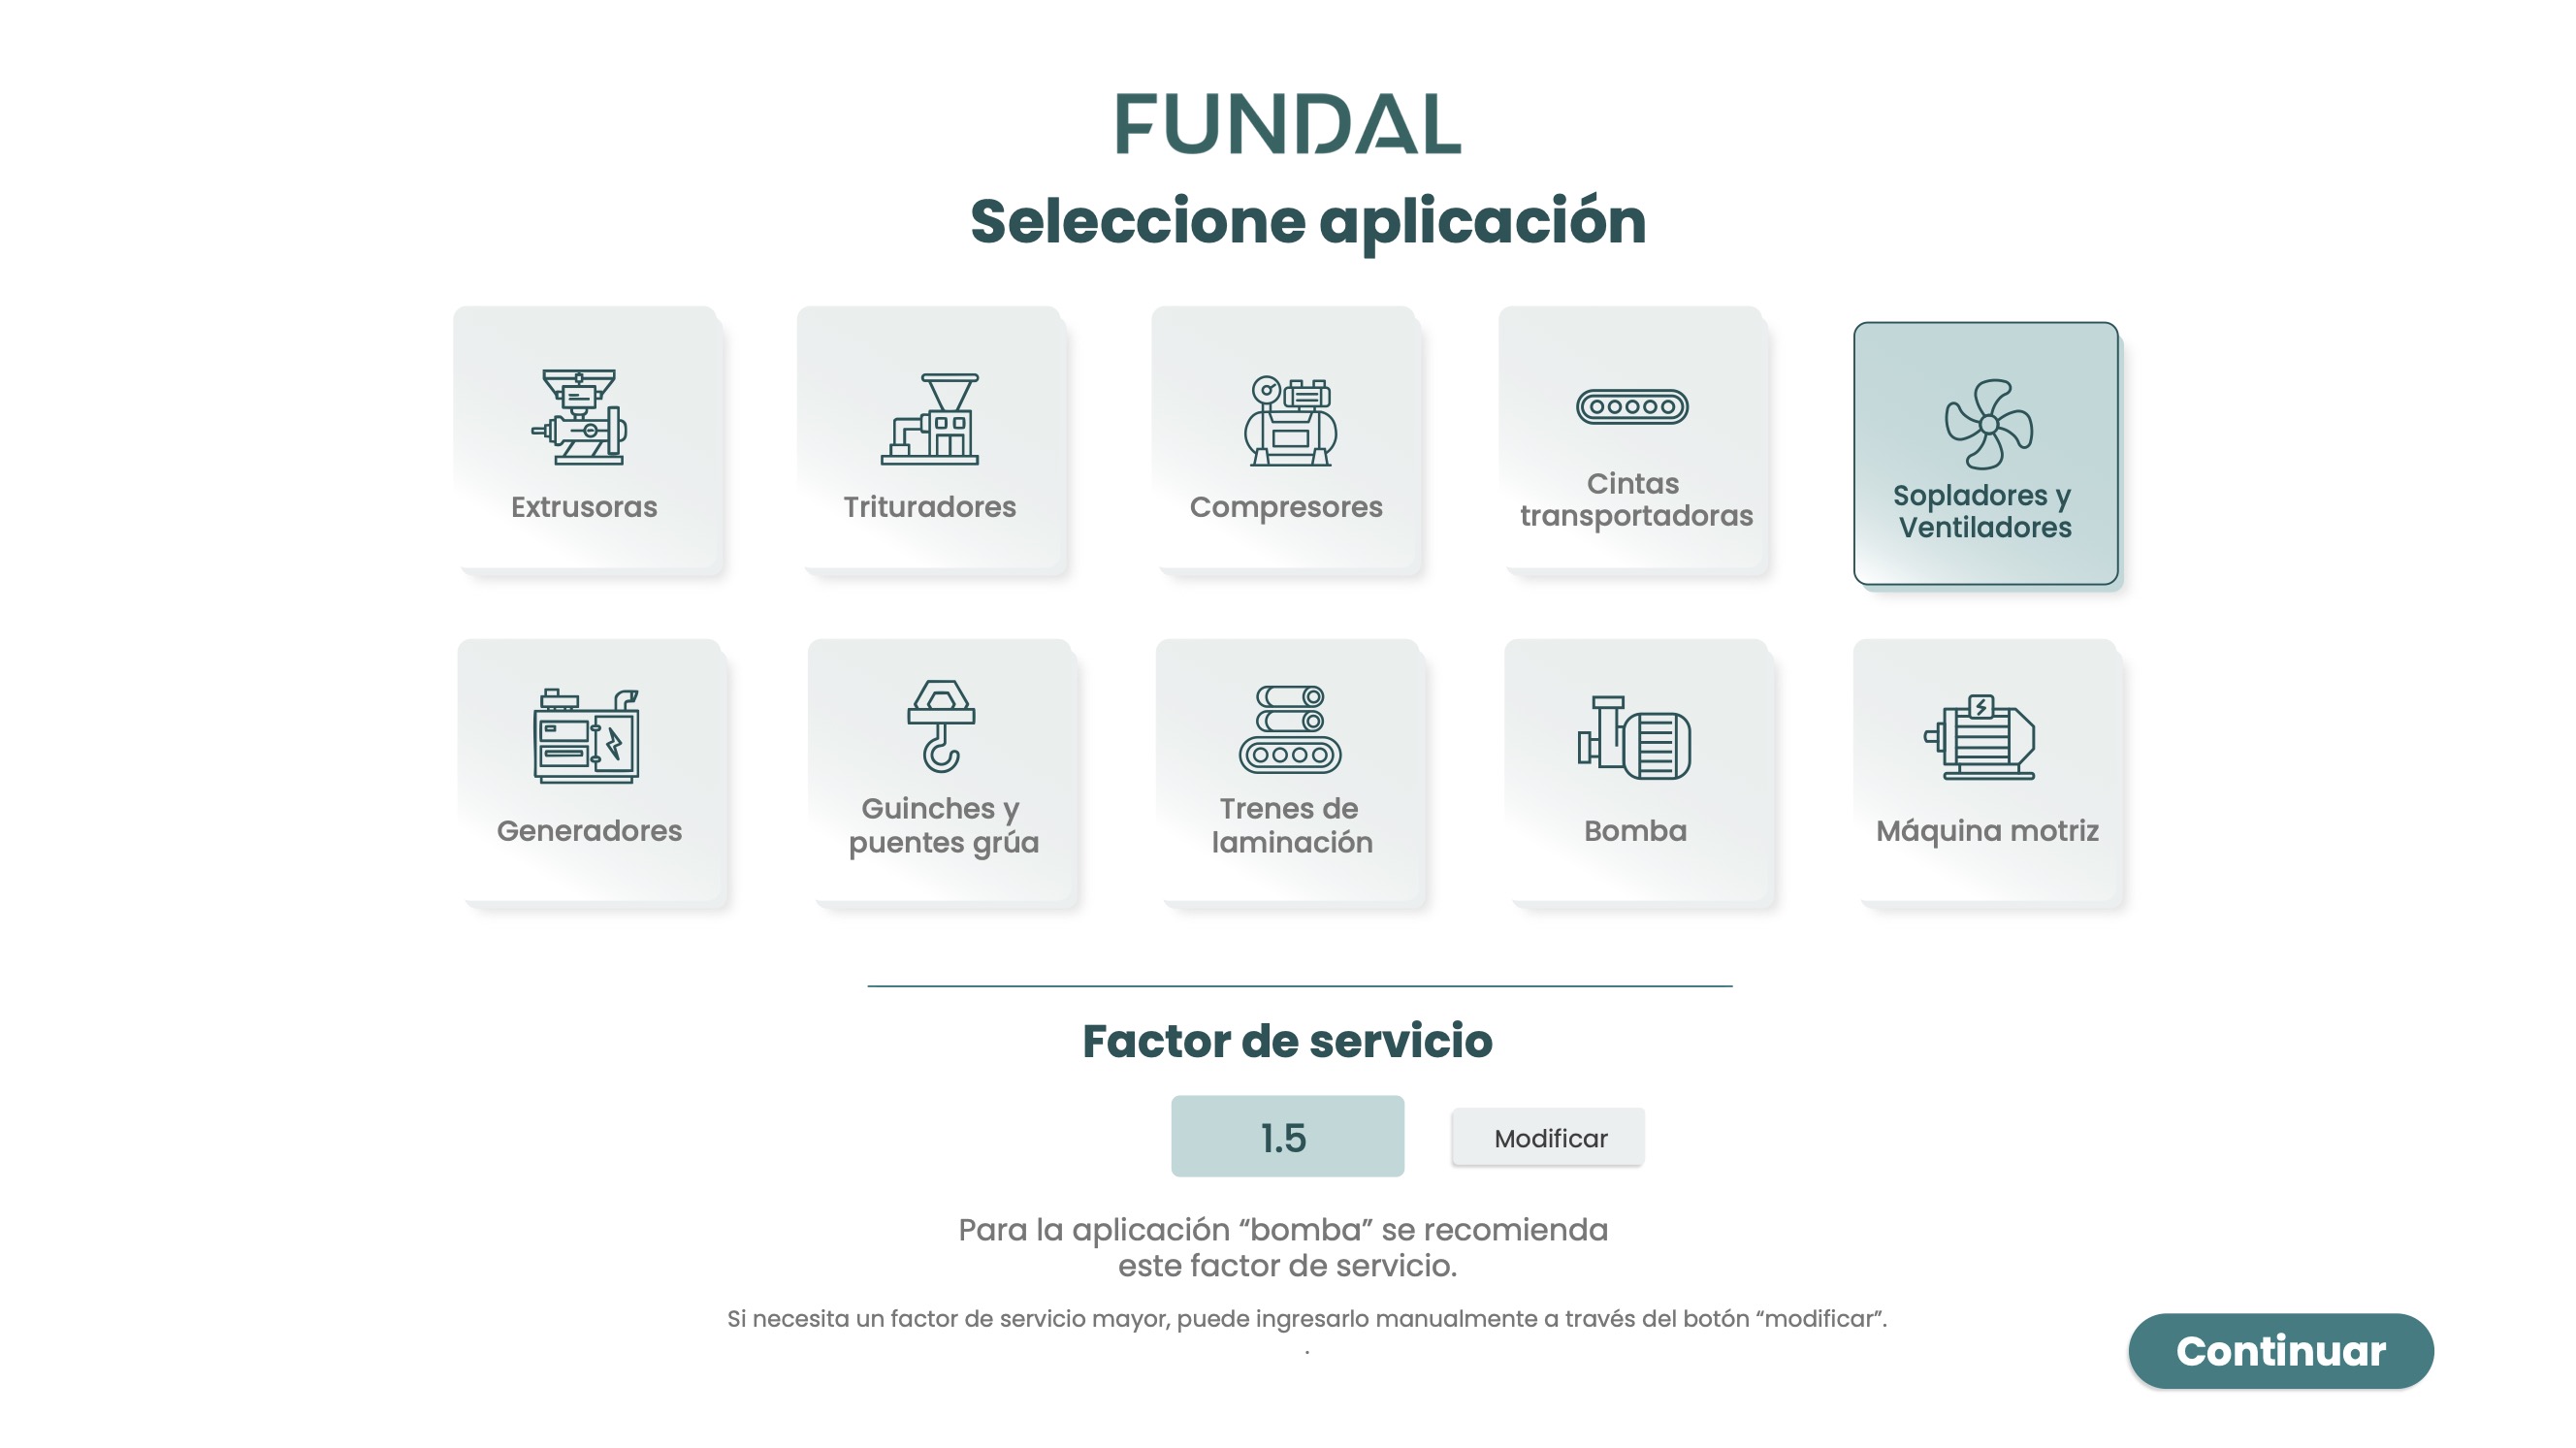 FUNDAL
Seleccione aplicación
Extrusoras
Trituradores
Compresores
Cintas
transportadoras
Sopladores y
Ventiladores
Generadores
Guinches y
puentes grúa
Trenes de
laminación
Bomba
Máquina motriz
Factor de servicio
1.5
Modificar
Para la aplicación “bomba” se recomienda
este factor de servicio.
Si necesita un factor de servicio mayor, puede ingresarlo manualmente a través del botón “modificar”.
.
Continuar